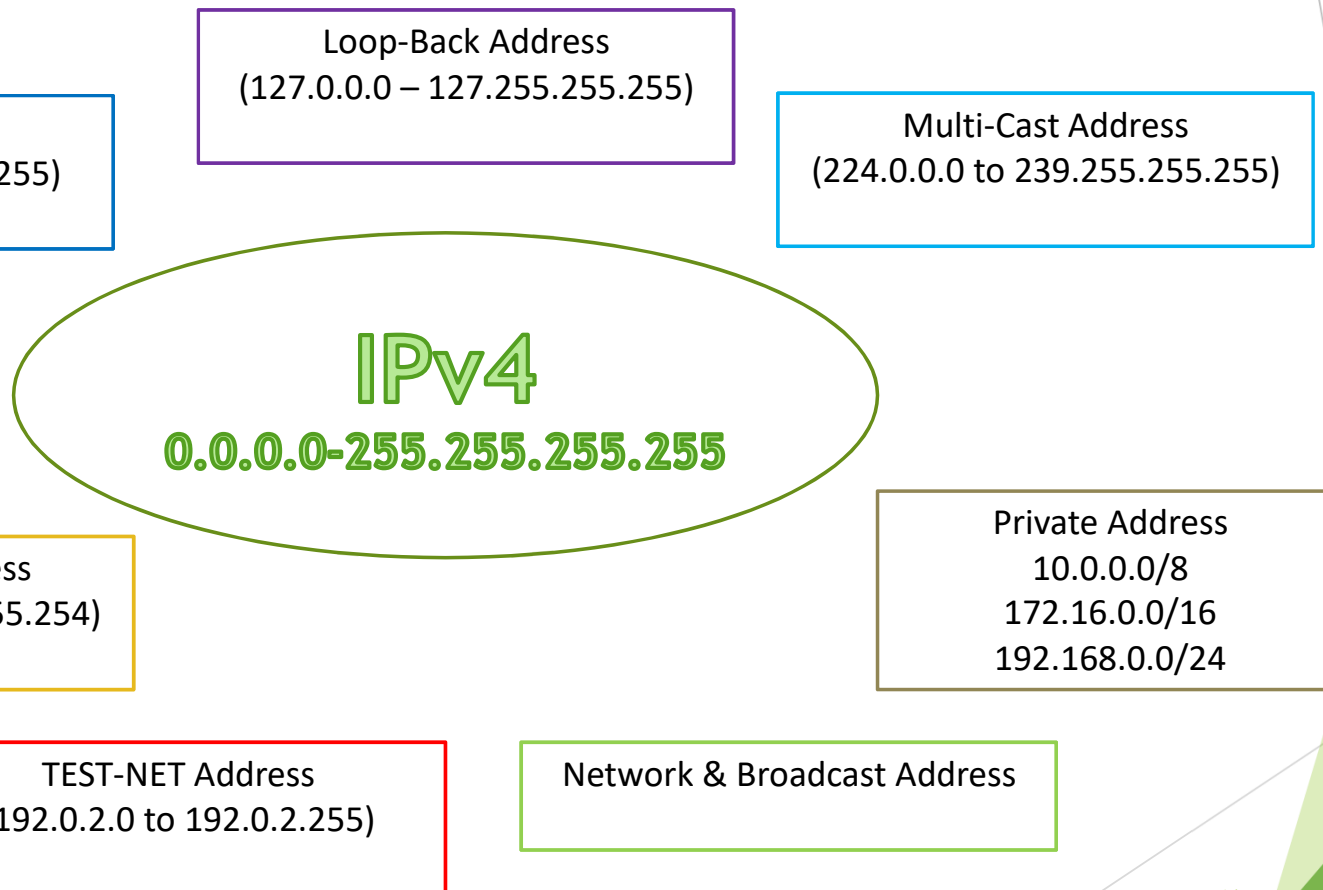 Loop-Back Address
(127.0.0.0 – 127.255.255.255)
255)
Multi-Cast Address
(224.0.0.0 to 239.255.255.255)
IPv4
0.0.0.0-255.255.255.255
ss
55.254)
Private Address
10.0.0.0/8
172.16.0.0/16
192.168.0.0/24
TEST-NET Address
192.0.2.0 to 192.0.2.255)
Network & Broadcast Address